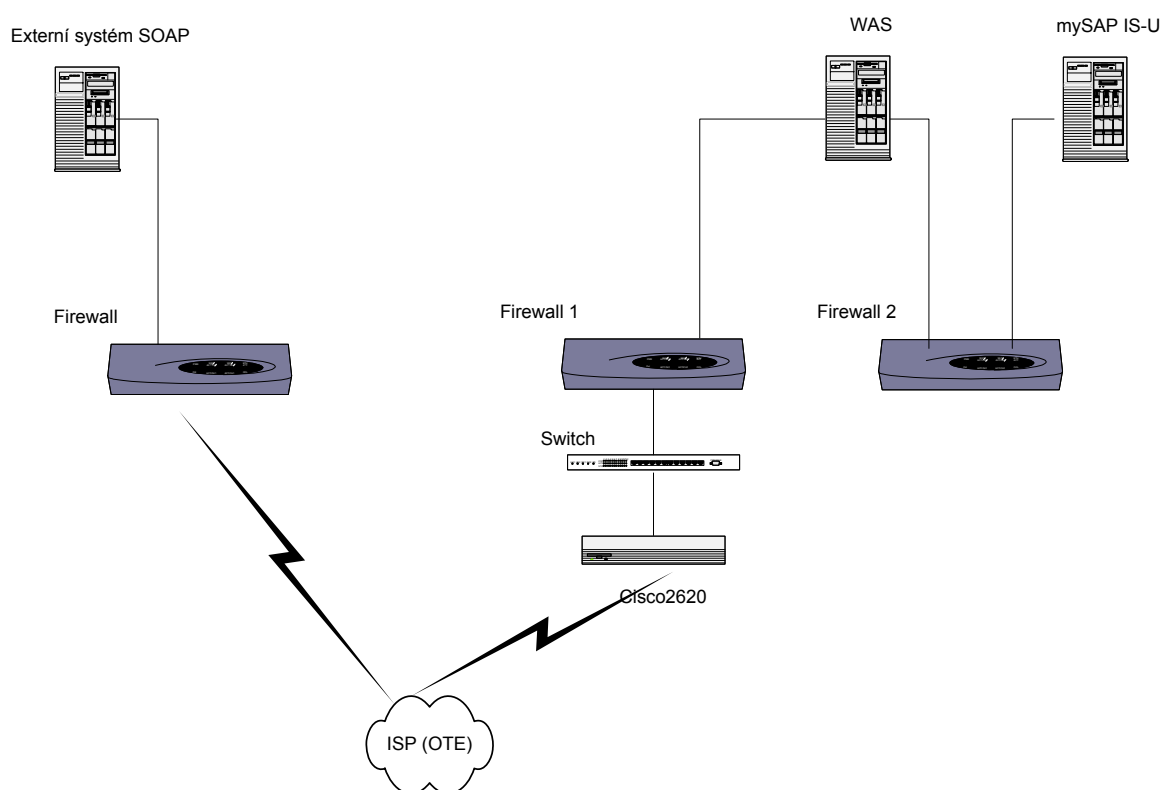 Externí systém SOAP
WAS
mySAP IS-U
Firewall
Firewall 1
Firewall 2
Switch
Cisco2620
ISP (OTE)